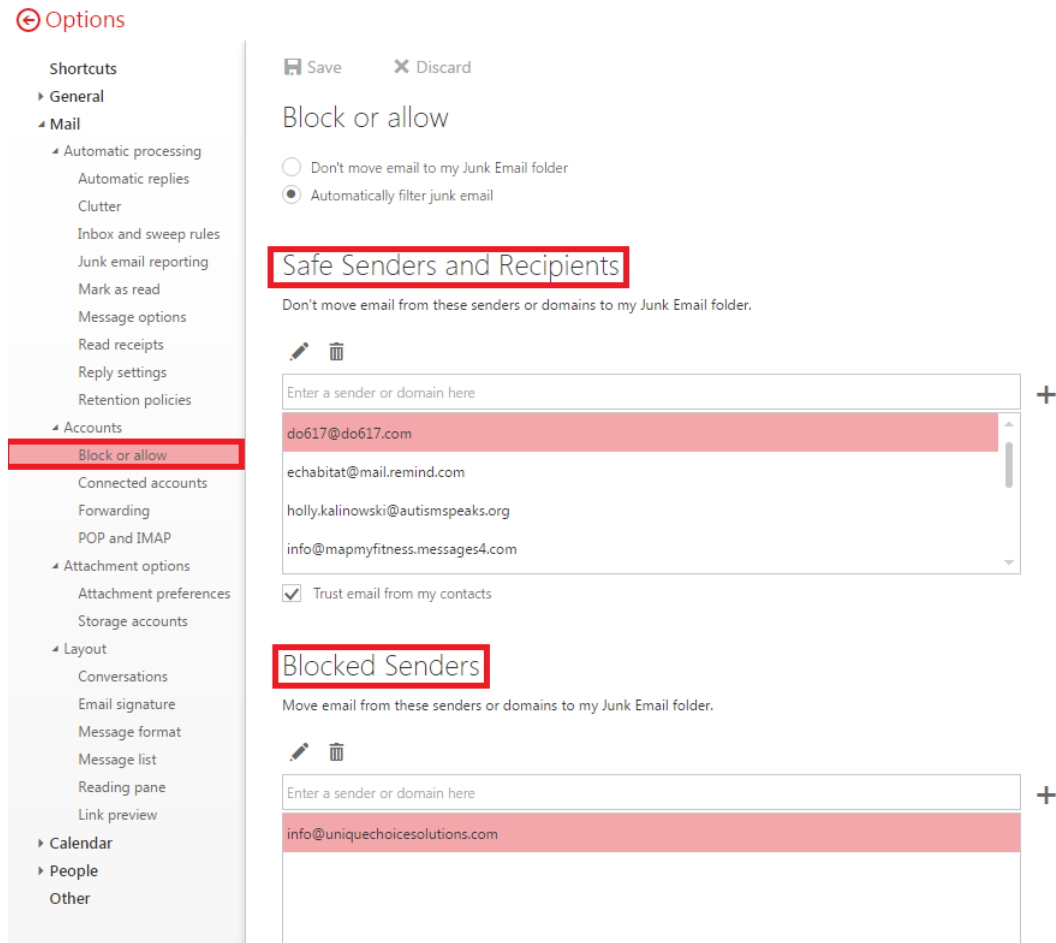 Options
Shortcuts
General
Mail
Automatic processing
Automatic replies
Clutter
Inbox and sweep rules
Junk email reporting
Mark as read
Message options
Read receipts
Reply settings
Retention policies
Accounts
Block or allow
Connected accounts
Forwarding
POP and IMAP
Attachment options
Attachment preferences
Storage accounts
Layout
Conversations
Email signature
Message format
Message list
Reading pane
Link preview
Calendar
People
Other
Save Discard
Block or allow
Don't move email to my Junk Email folder
Automatically filter junk email
Safe Senders and Recipients
Don't move email from these senders or domains to my Junk Email folder.
Enter a sender or domain here
do617@do617.com
echabitat@mail.remind.com
holly.kalinowski@autismspeaks.org
info@mapmyfitness.messages4.com
Trust email from my contacts
Blocked Senders
Move email from these senders or domains to my Junk Email folder.
Enter a sender or domain here
info@uniquechoicesolutions.com